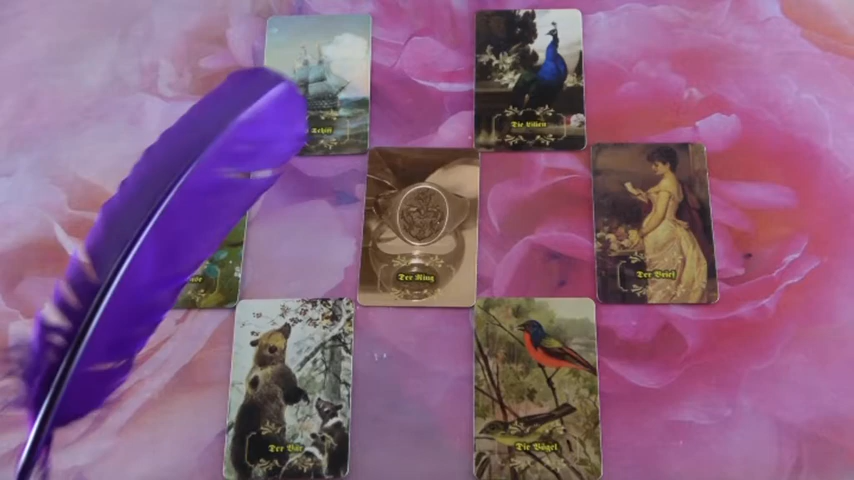 Schiff
Die Lilien
Der Ring
Der Brief
Der Bär
Die Vögel